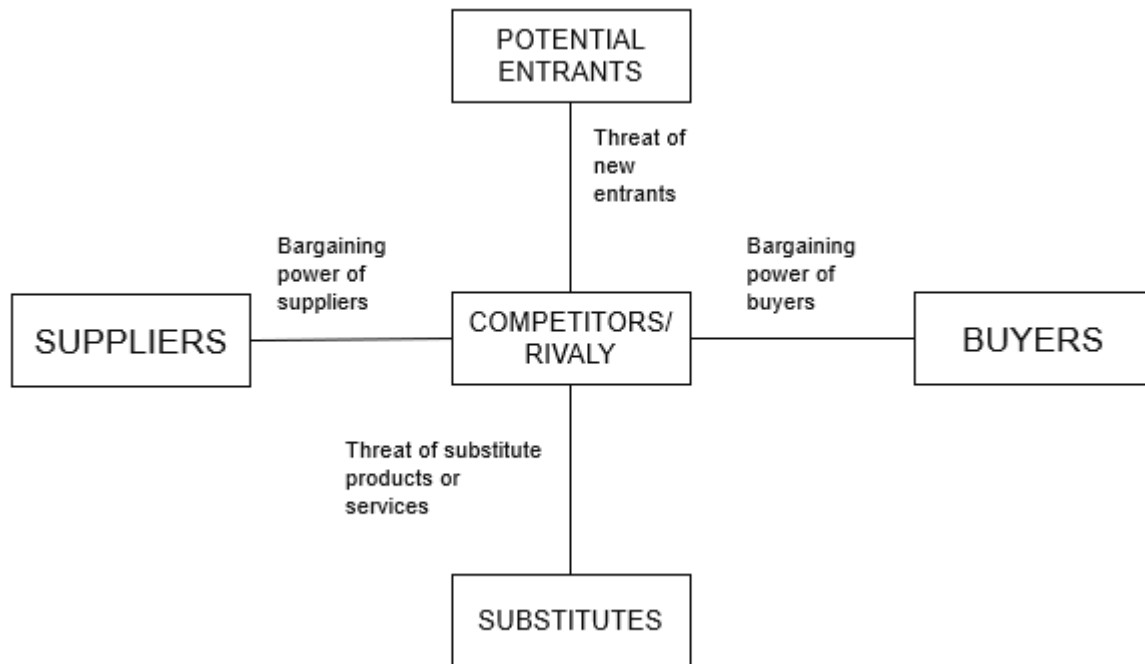 POTENTIAL
ENTRANTS
Threat of
new
entrants
Bargaining
power of
suppliers
Bargaining
power of
buyers
SUPPLIERS
COMPETITORS/
RIVALY
BUYERS
Threat of substitute
products or
services
SUBSTITUTES